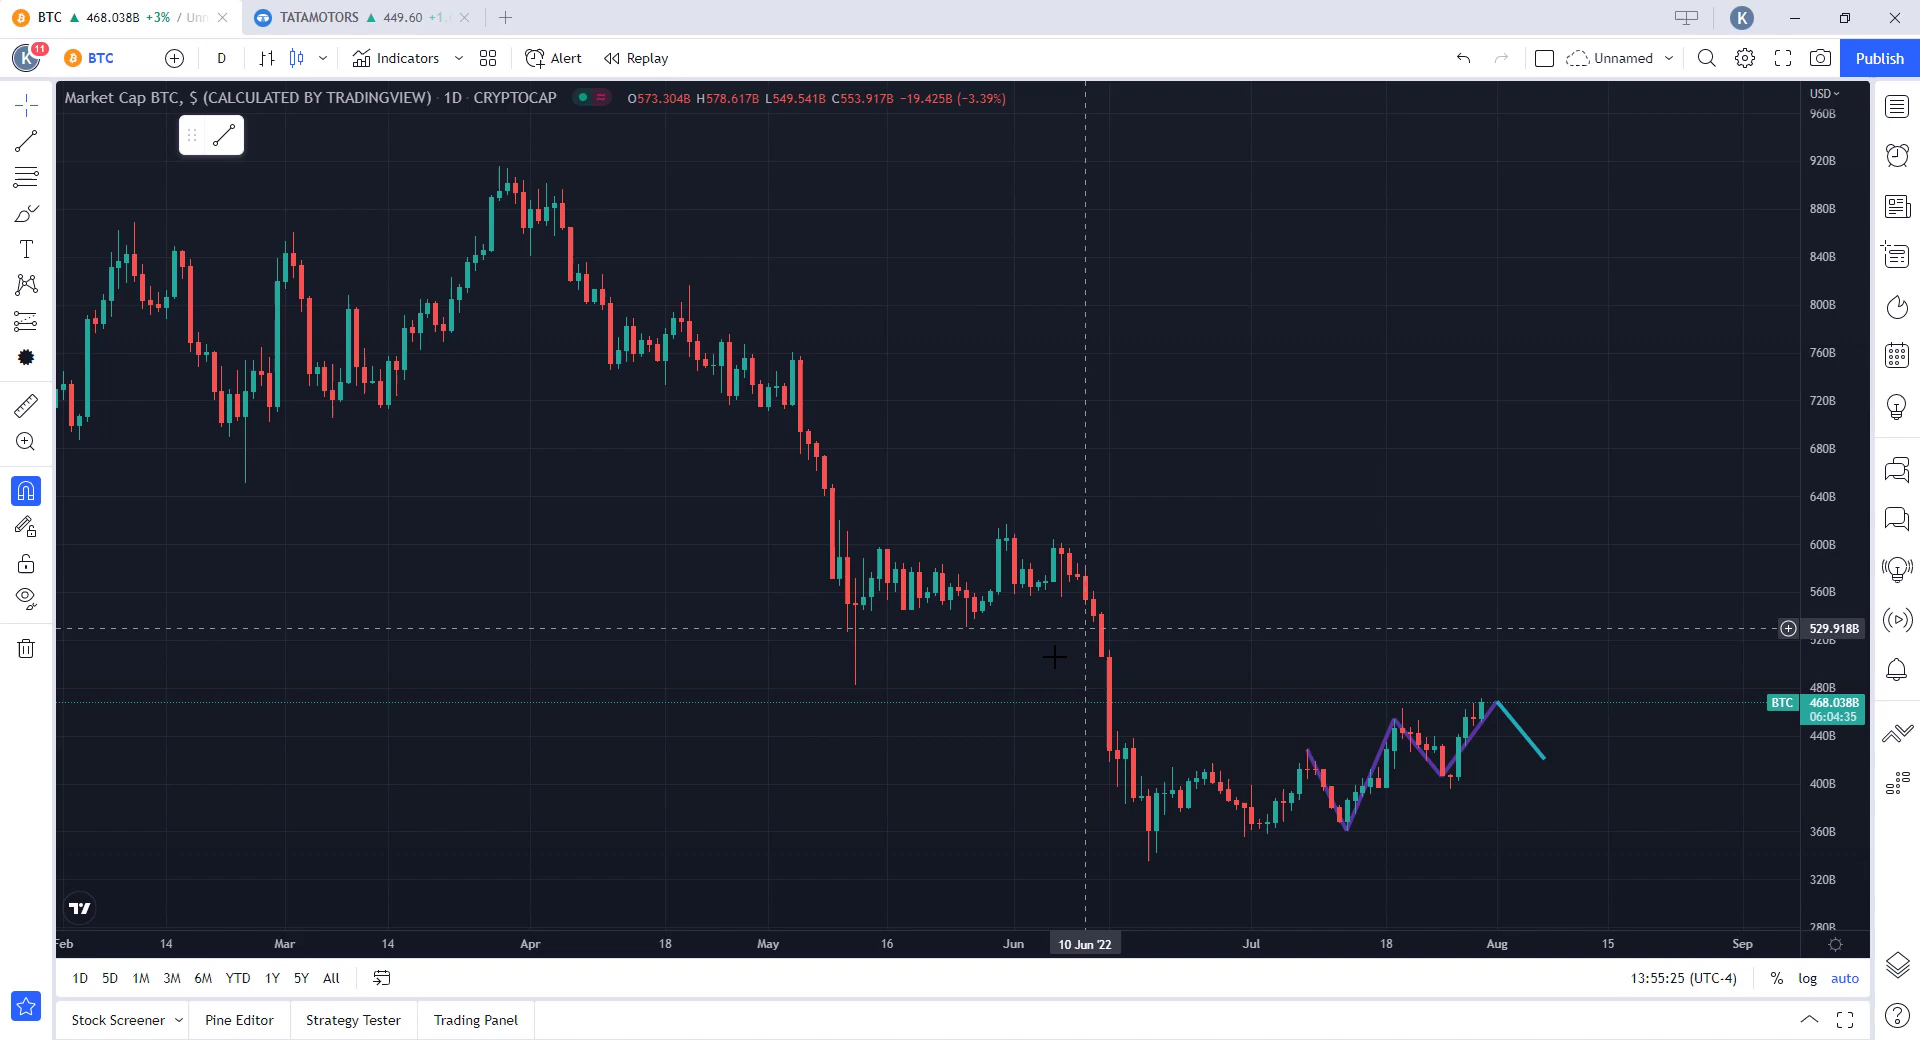 BTC ▲ 468.038B +3% / Unn
TATAMOTORS ▲ 449.60 +1.
K
K 11 BTC D Indicators Alert Replay Unnamed Publish
Market Cap BTC, $ (CALCULATED BY TRADINGVIEW) · 1D · CRYPTOCAP O573.304B H578.617B L549.541B C553.917B −19.425B (−3.39%)
USD
960B
920B
880B
840B
800B
760B
720B
680B
640B
600B
560B
529.918B
520B
480B
BTC 468.038B
06:04:35
440B
400B
360B
320B
280B
Feb 14 Mar 14 Apr 18 May 16 Jun 10 Jun '22 Jul 18 Aug 15 Sep
1D 5D 1M 3M 6M YTD 1Y 5Y All 13:55:25 (UTC-4) % log auto
Stock Screener Pine Editor Strategy Tester Trading Panel